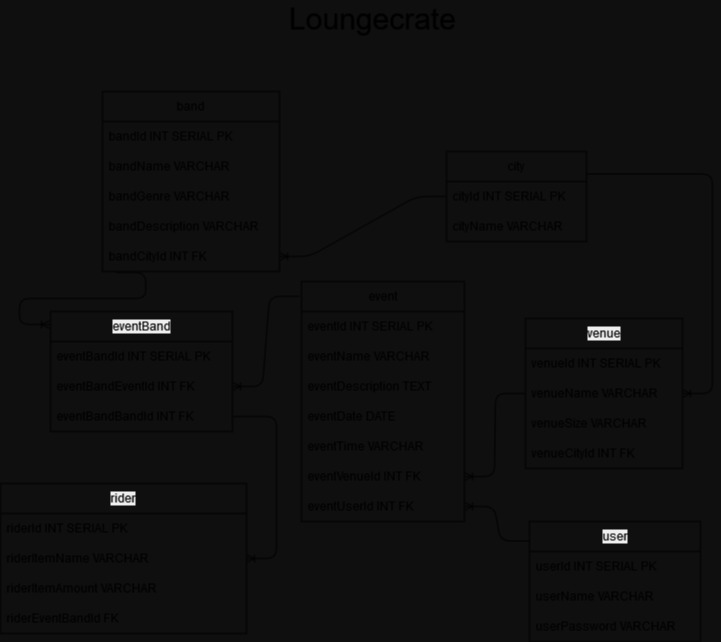 Loungecrate
band
bandId INT SERIAL PK
bandName VARCHAR
bandGenre VARCHAR
bandDescription VARCHAR
bandCityId INT FK
city
cityId INT SERIAL PK
cityName VARCHAR
eventBand
eventBandId INT SERIAL PK
eventBandEventId INT FK
eventBandBandId INT FK
event
eventId INT SERIAL PK
eventName VARCHAR
eventDescription TEXT
eventDate DATE
eventTime VARCHAR
eventVenueId INT FK
eventUserId INT FK
venue
venueId INT SERIAL PK
venueName VARCHAR
venueSize VARCHAR
venueCityId INT FK
rider
riderId INT SERIAL PK
riderItemName VARCHAR
riderItemAmount VARCHAR
riderEventBandId FK
user
userId INT SERIAL PK
userName VARCHAR
userPassword VARCHAR